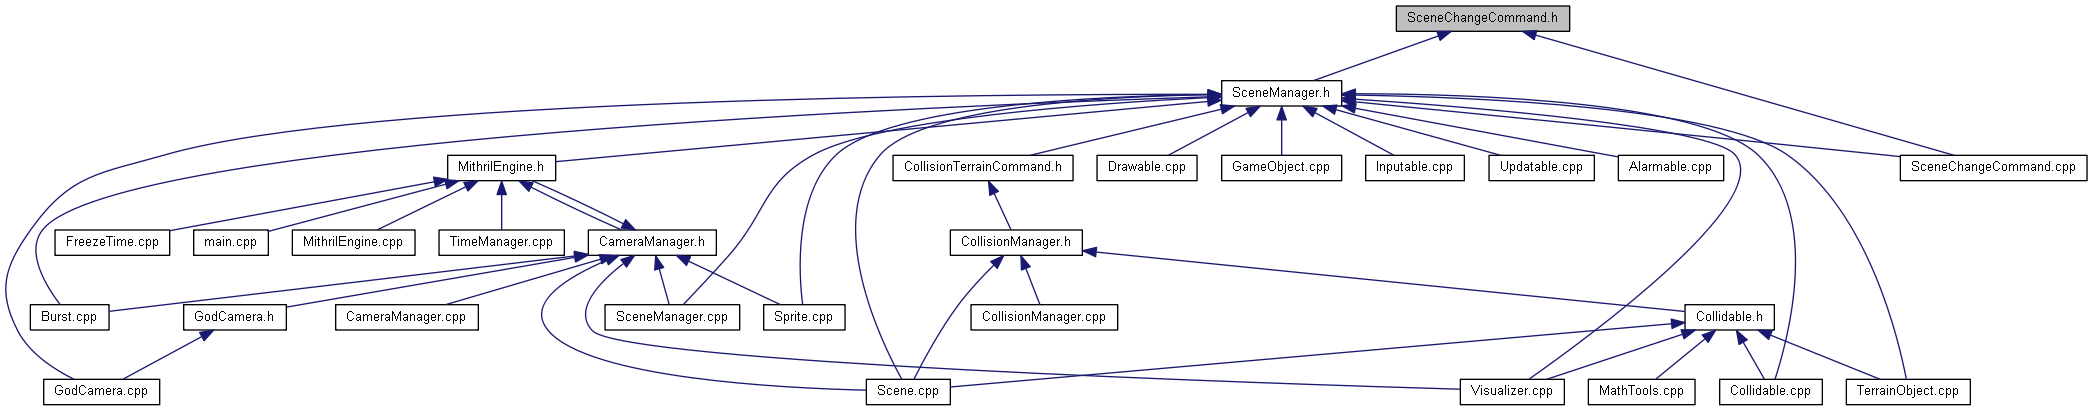 SceneChangeCommand.h
SceneManager.h
MithrilEngine.h
CollisionTerrainCommand.h
Drawable.cpp
GameObject.cpp
Inputable.cpp
Updatable.cpp
Alarmable.cpp
SceneChangeCommand.cpp
FreezeTime.cpp
main.cpp
MithrilEngine.cpp
TimeManager.cpp
CameraManager.h
CollisionManager.h
Burst.cpp
GodCamera.h
CameraManager.cpp
SceneManager.cpp
Sprite.cpp
CollisionManager.cpp
Collidable.h
GodCamera.cpp
Scene.cpp
Visualizer.cpp
MathTools.cpp
Collidable.cpp
TerrainObject.cpp